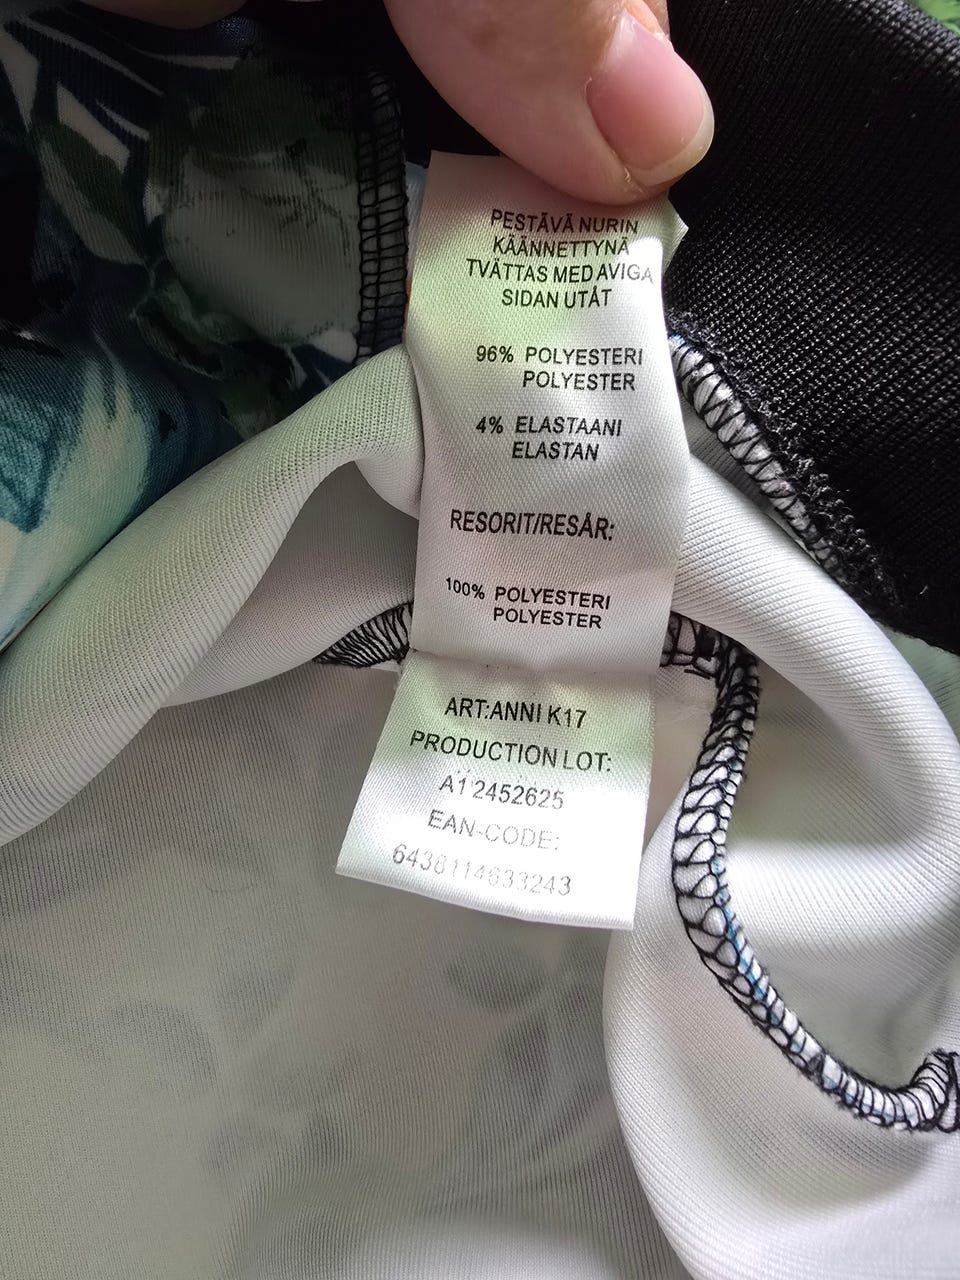 PESTÄVÄ NURIN
KÄÄNNETTYNÄ
TVÄTTAS MED AVIGA
SIDAN UTÅT
96% POLYESTERI
POLYESTER
4% ELASTAANI
ELASTAN
RESORIT/RESÅR:
100% POLYESTERI
POLYESTER
ART:ANNI K17
PRODUCTION LOT:
A12452625
EAN-CODE:
6438114633243